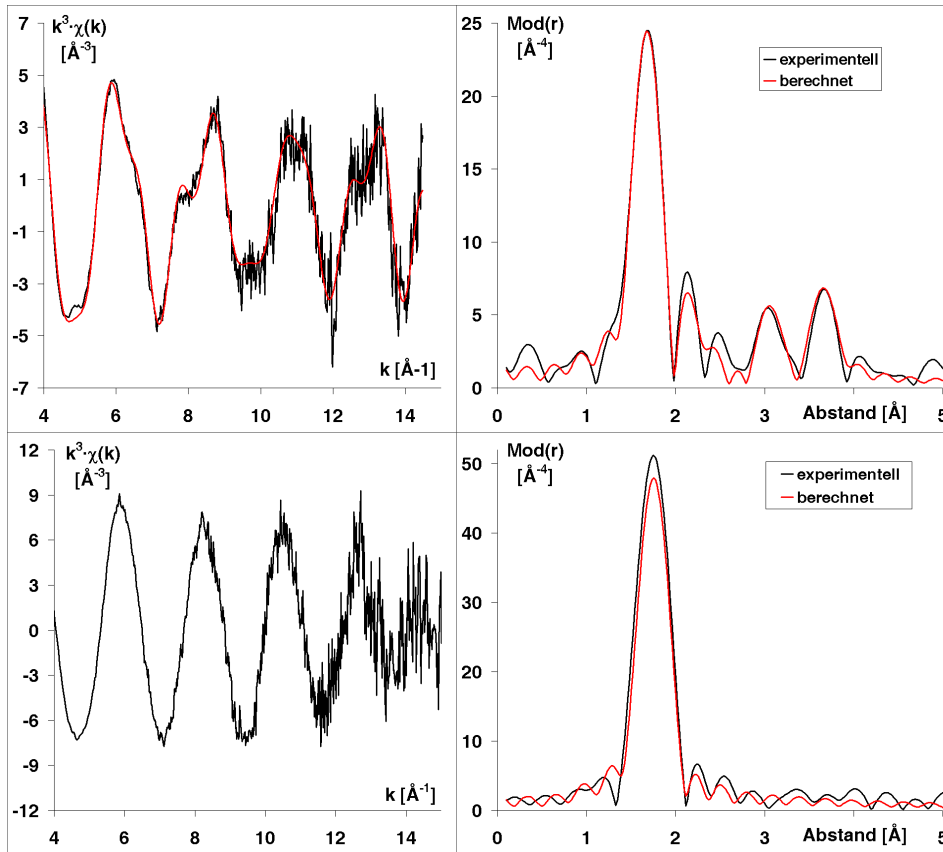 k³·χ(k)
[Å⁻³]
7
5
3
1
-1
-3
-5
-7
k [Å-1]
4 6 8 10 12 14
Mod(r)
[Å⁻⁴]
25
20
15
10
5
0
experimentell
berechnet
Abstand [Å]
0 1 2 3 4 5
k³·χ(k)
[Å⁻³]
12
9
6
3
0
-3
-6
-9
-12
k [Å⁻¹]
4 6 8 10 12 14
Mod(r)
[Å⁻⁴]
50
40
30
20
10
0
experimentell
berechnet
Abstand [Å]
0 1 2 3 4 5